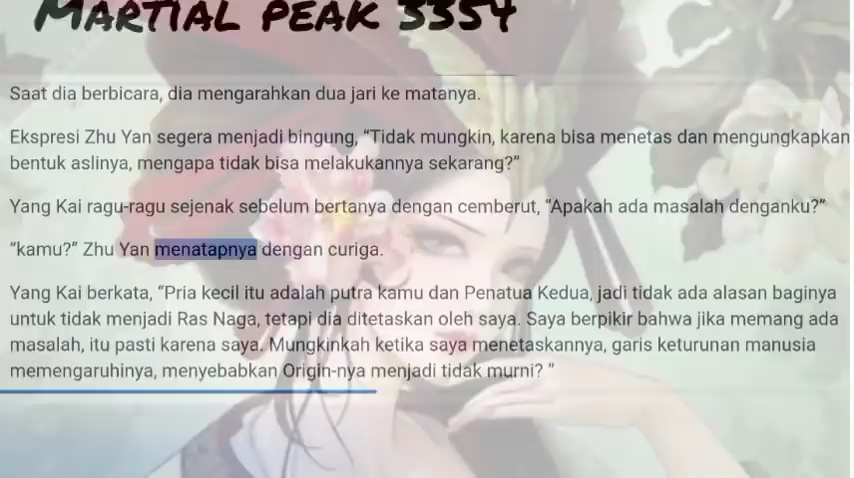 MARTIAL PEAK 3354
Saat dia berbicara, dia mengarahkan dua jari ke matanya.
Ekspresi Zhu Yan segera menjadi bingung, “Tidak mungkin, karena bisa menetas dan mengungkapkan
bentuk aslinya, mengapa tidak bisa melakukannya sekarang?”
Yang Kai ragu-ragu sejenak sebelum bertanya dengan cemberut, “Apakah ada masalah denganku?”
“kamu?” Zhu Yan menatapnya dengan curiga.
Yang Kai berkata, “Pria kecil itu adalah putra kamu dan Penatua Kedua, jadi tidak ada alasan baginya
untuk tidak menjadi Ras Naga, tetapi dia ditetaskan oleh saya. Saya berpikir bahwa jika memang ada
masalah, itu pasti karena saya. Mungkinkah ketika saya menetaskannya, garis keturunan manusia
memengaruhinya, menyebabkan Origin-nya menjadi tidak murni? ”